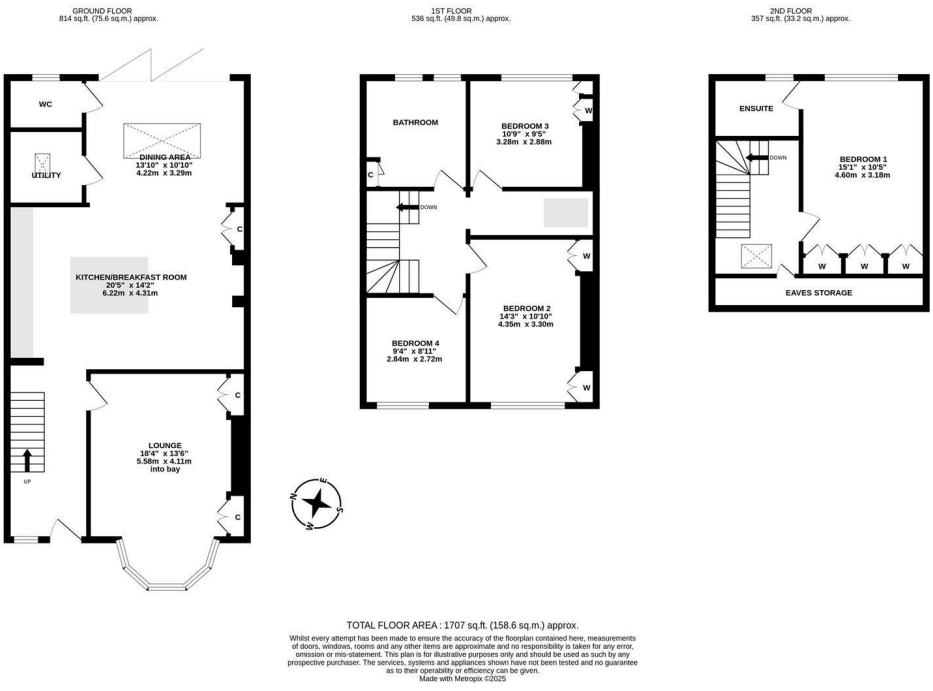 GROUND FLOOR
814 sq.ft. (75.6 sq.m.) approx.
1ST FLOOR
536 sq.ft. (49.8 sq.m.) approx.
2ND FLOOR
357 sq.ft. (33.2 sq.m.) approx.
WC
UTILITY
DINING AREA
13'10" x 10'10"
4.22m x 3.29m
C
KITCHEN/BREAKFAST ROOM
20'5" x 14'2"
6.22m x 4.31m
C
LOUNGE
18'4" x 13'6"
5.58m x 4.11m
into bay
UP
C
BATHROOM
C
BEDROOM 3
10'9" x 9'5"
3.28m x 2.88m
W
DOWN
W
BEDROOM 2
14'3" x 10'10"
4.35m x 3.30m
BEDROOM 4
9'4" x 8'11"
2.84m x 2.72m
W
ENSUITE
DOWN
BEDROOM 1
15'1" x 10'5"
4.60m x 3.18m
W
W
W
EAVES STORAGE
N
E
S
W
TOTAL FLOOR AREA : 1707 sq.ft. (158.6 sq.m.) approx.
Whilst every attempt has been made to ensure the accuracy of the floorplan contained here, measurements
of doors, windows, rooms and any other items are approximate and no responsibility is taken for any error,
omission or mis-statement. This plan is for illustrative purposes only and should be used as such by any
prospective purchaser. The services, systems and appliances shown have not been tested and no guarantee
as to their operability or efficiency can be given.
Made with Metropix ©2025